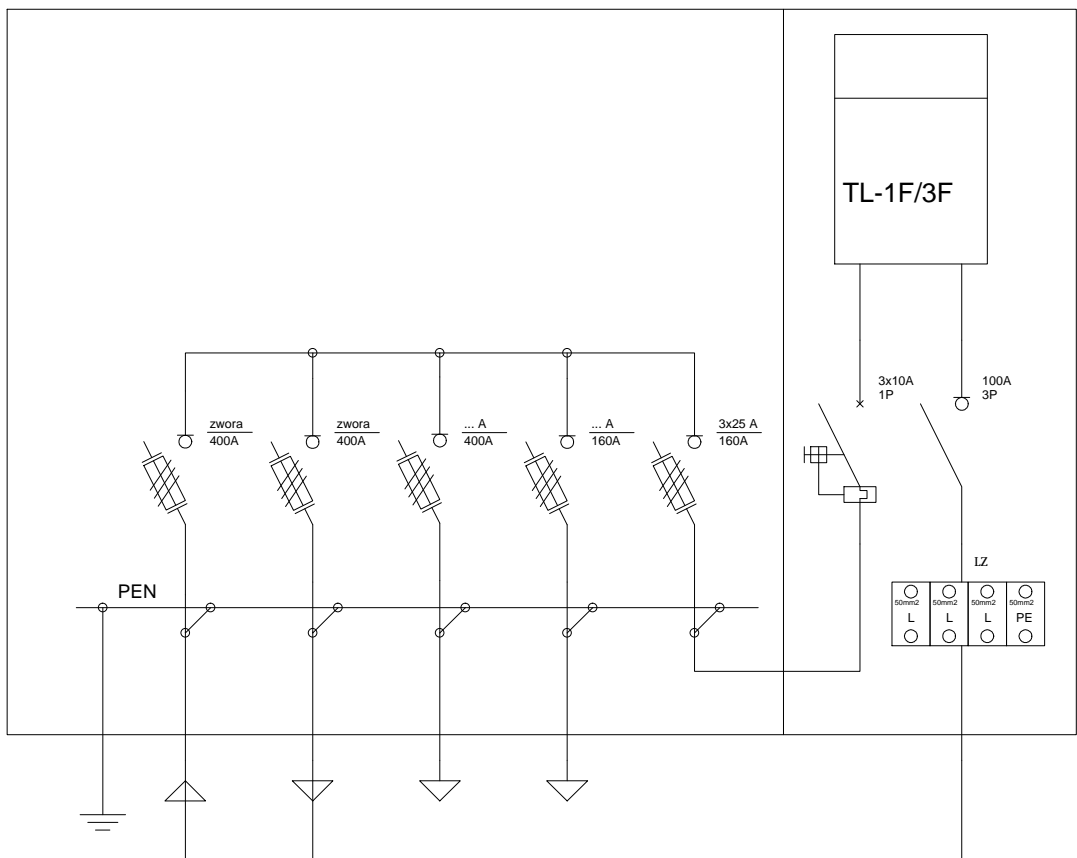 TL-1F/3F
3x10A
1P
100A
3P
zwora
400A
zwora
400A
... A
400A
... A
160A
3x25 A
160A
LZ
PEN
50mm2
50mm2
50mm2
50mm2
L
L
L
PE